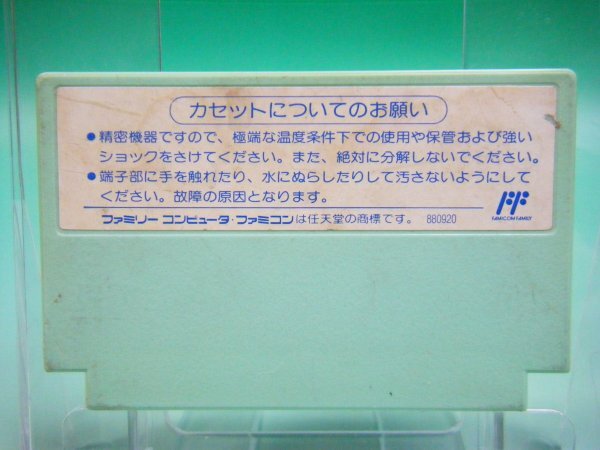 カセットについてのお願い
●精密機器ですので、極端な温度条件下での使用や保管および強い
ショックをさけてください。また、絶対に分解しないでください。
●端子部に手を触れたり、水にぬらしたりして汚さないようにして
ください。故障の原因となります。
ファミリー コンピュータ・ファミコンは任天堂の商標です。 880920
FAMICOM FAMILY